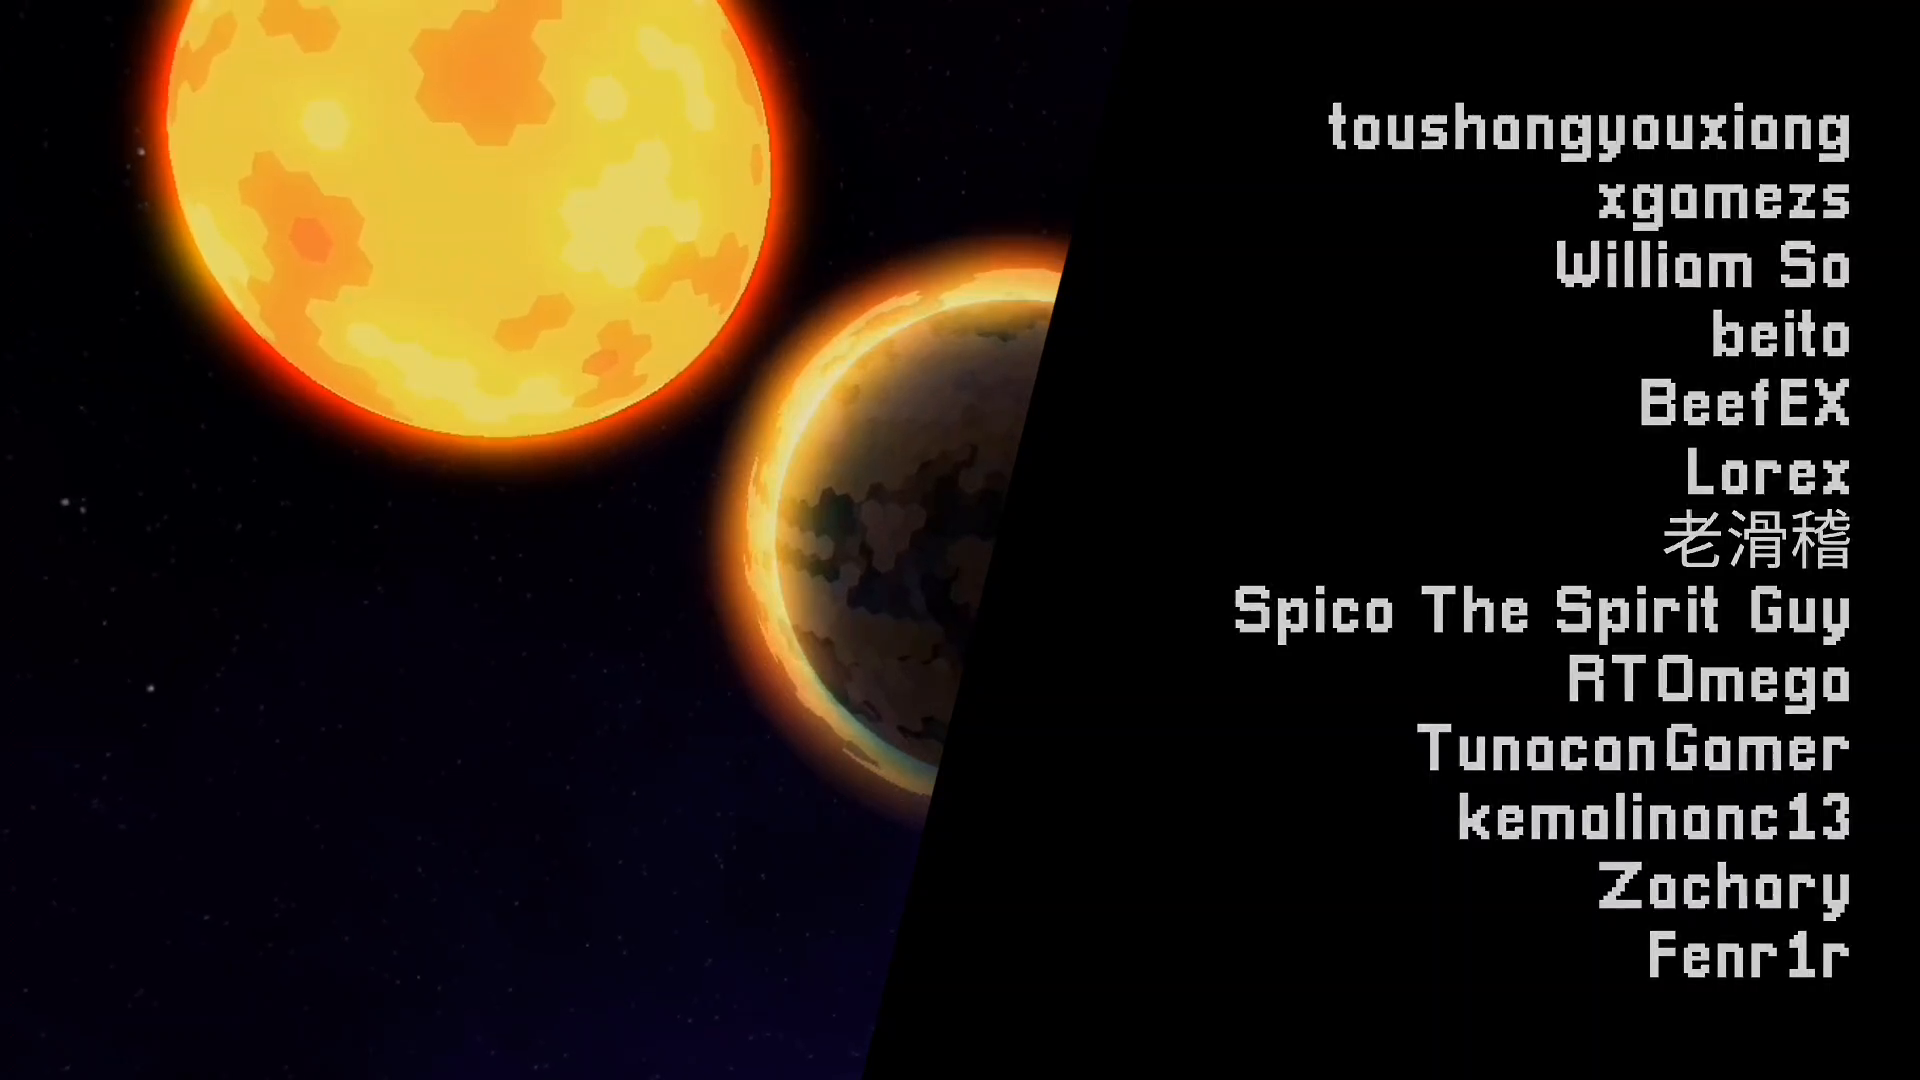 toushangyouxiang
xgamezs
William So
beito
BeefEX
Lorex
老滑稽
Spico The Spirit Guy
RTOmega
TunacanGamer
kemalinanc13
Zachary
Fenr1r